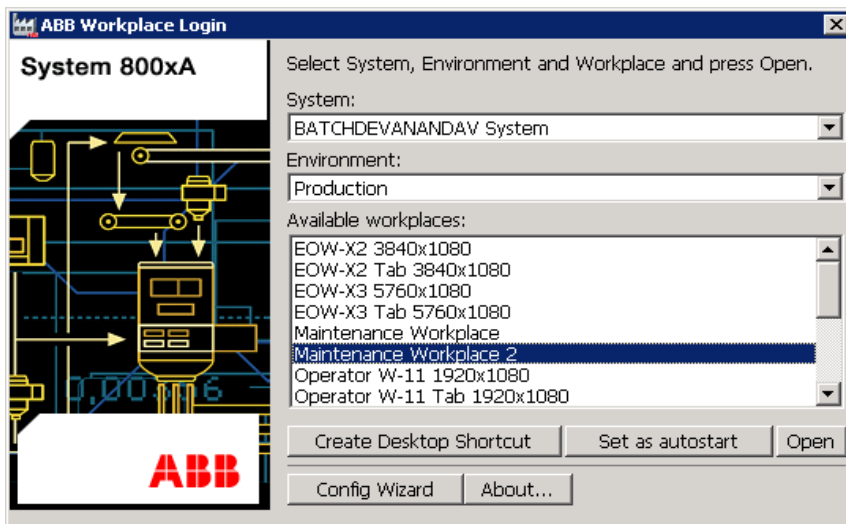 ABB Workplace Login
System 800xA
Select System, Environment and Workplace and press Open.
System:
BATCHDEVANANDAV System
Environment:
Production
Available workplaces:
EOW-X2 3840x1080
EOW-X2 Tab 3840x1080
EOW-X3 5760x1080
EOW-X3 Tab 5760x1080
Maintenance Workplace
Maintenance Workplace 2
Operator W-11 1920x1080
Operator W-11 Tab 1920x1080
Create Desktop Shortcut
Set as autostart
Open
Config Wizard
About...
ABB